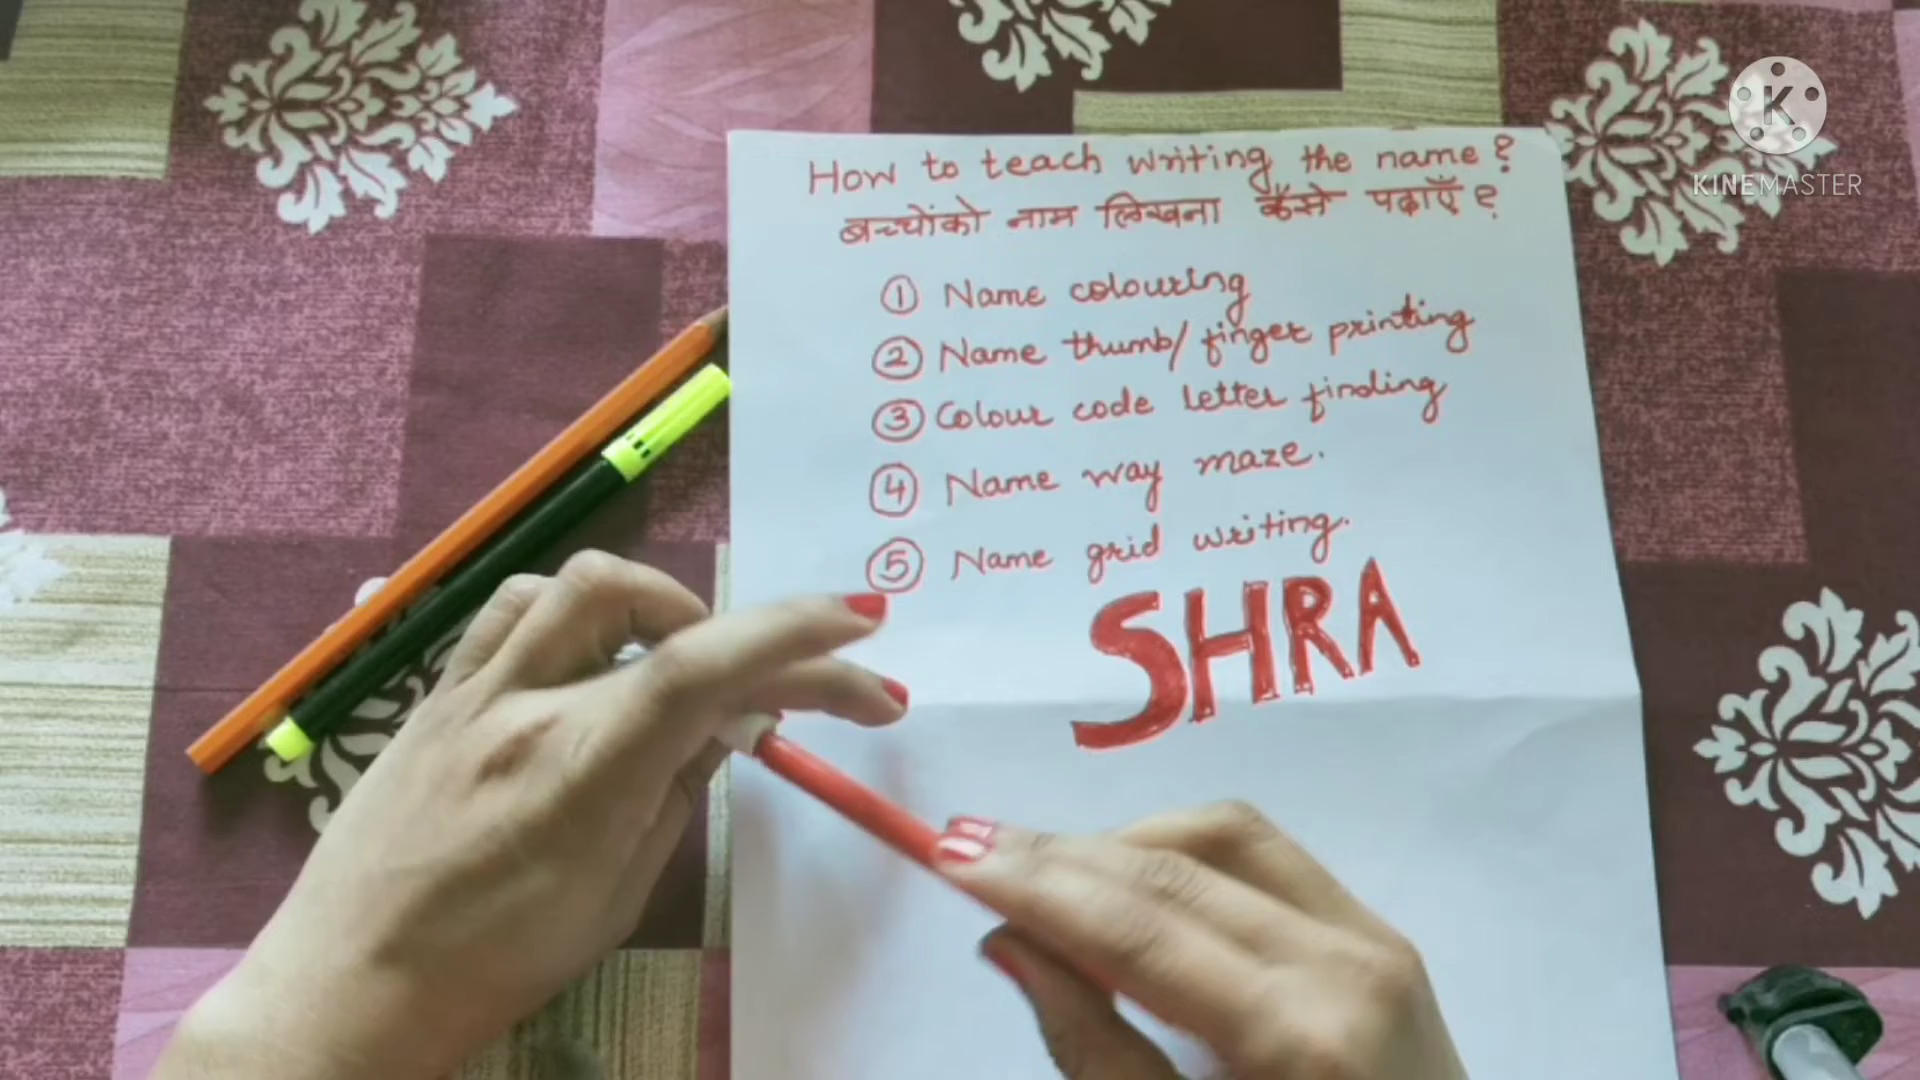 How to teach writing the name?
बच्चोंको नाम लिखना कैंसे पढ़ाएँ?
① Name colouring
② Name thumb/finger printing
③ Colour code letter finding
④ Name way maze.
⑤ Name grid writing.
SHRA
K
KINEMASTER